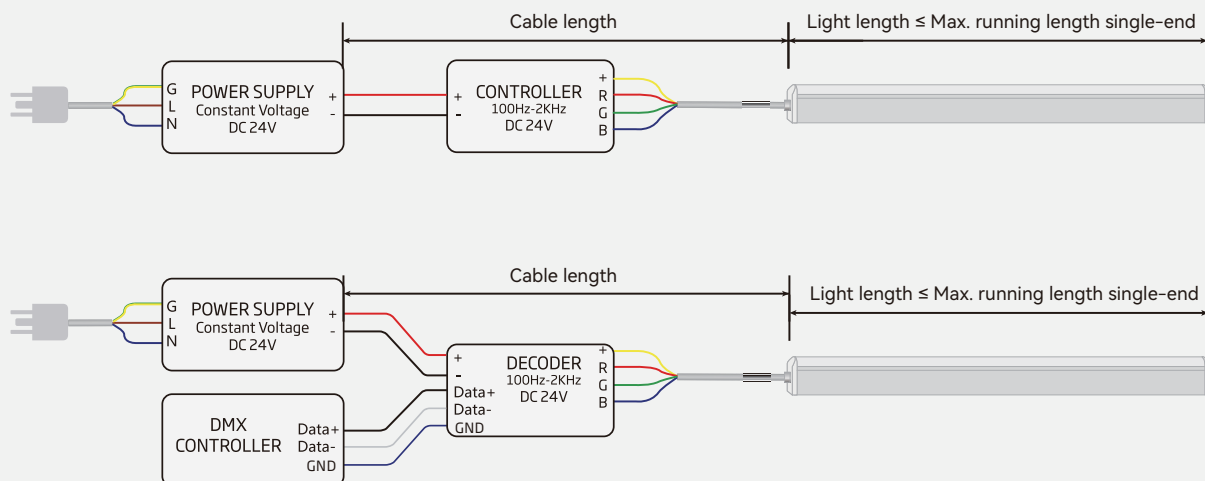 Cable length
Light length ≤ Max. running length single-end
G
L
N
POWER SUPPLY
Constant Voltage
DC 24V
+
-
+
-
CONTROLLER
100Hz-2KHz
DC 24V
+
R
G
B
Cable length
Light length ≤ Max. running length single-end
G
L
N
POWER SUPPLY
Constant Voltage
DC 24V
+
-
+
-
Data+
Data-
GND
DECODER
100Hz-2KHz
DC 24V
+
R
G
B
DMX
CONTROLLER
Data+
Data-
GND